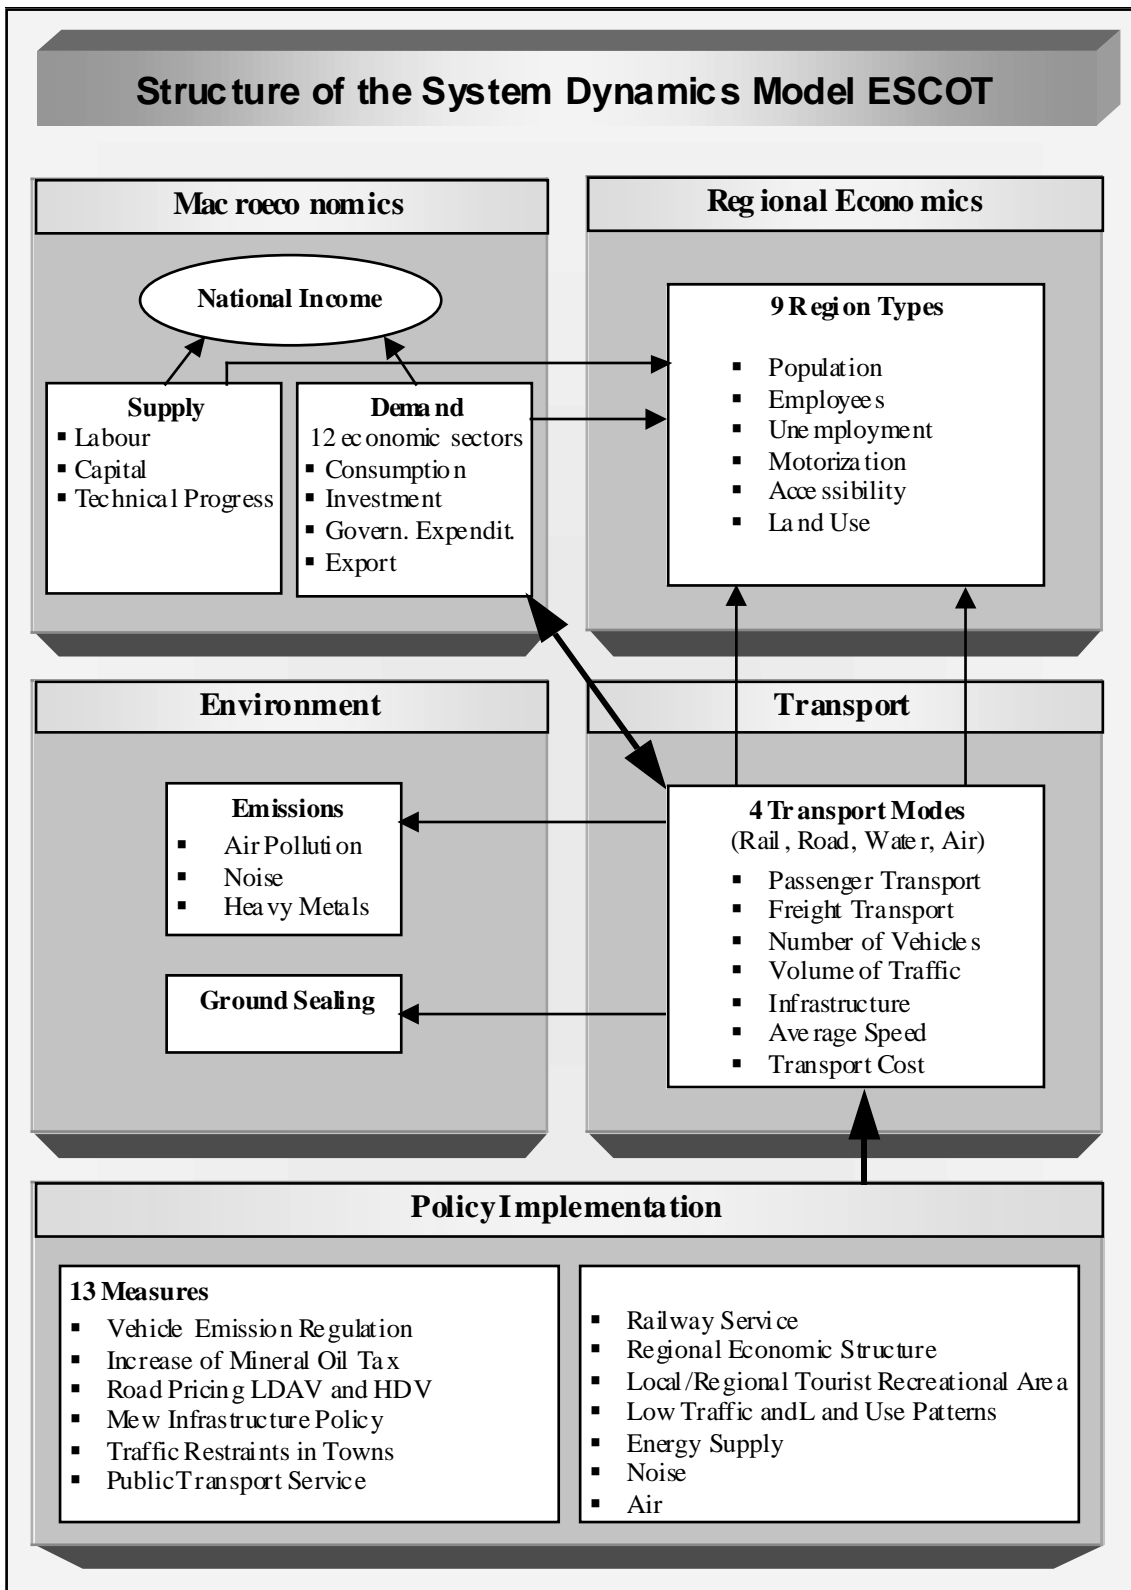 Structure of the System Dynamics Model ESCOT
Macroeconomics
National Income
Supply
▪ Labour
▪ Capital
▪ Technical Progress
Demand
12 economic sectors
▪ Consumption
▪ Investment
▪ Govern. Expendit.
▪ Export
Regional Economics
9 Region Types
▪ Population
▪ Employees
▪ Unemployment
▪ Motorization
▪ Accessibility
▪ Land Use
Environment
Emissions
▪ Air Pollution
▪ Noise
▪ Heavy Metals
Ground Sealing
Transport
4 Transport Modes
(Rail, Road, Water, Air)
▪ Passenger Transport
▪ Freight Transport
▪ Number of Vehicles
▪ Volume of Traffic
▪ Infrastructure
▪ Average Speed
▪ Transport Cost
Policy Implementation
13 Measures
▪ Vehicle Emission Regulation
▪ Increase of Mineral Oil Tax
▪ Road Pricing LDAV and HDV
▪ Mew Infrastructure Policy
▪ Traffic Restraints in Towns
▪ Public Transport Service
▪ Railway Service
▪ Regional Economic Structure
▪ Local/Regional Tourist Recreational Area
▪ Low Traffic and Land Use Patterns
▪ Energy Supply
▪ Noise
▪ Air